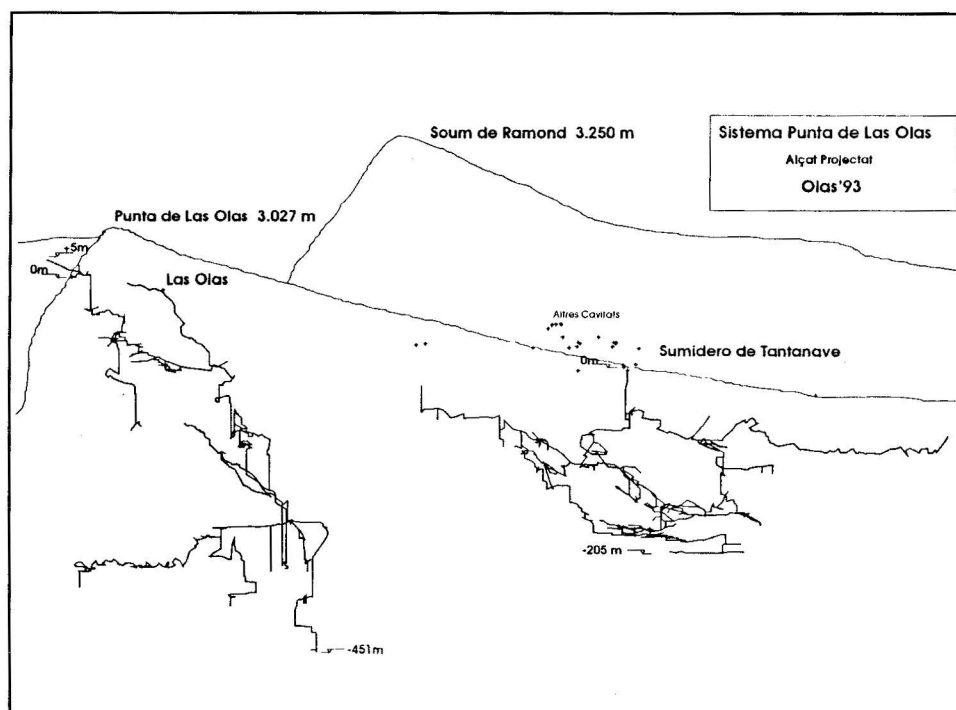 Soum de Ramond 3.250 m
Sistema Punta de Las Olas
Alçat Projectat
Olas'93
Punta de Las Olas 3.027 m
+5m
0m
Las Olas
Altres Cavitats
0m
Sumidero de Tantanave
-205 m
-451m